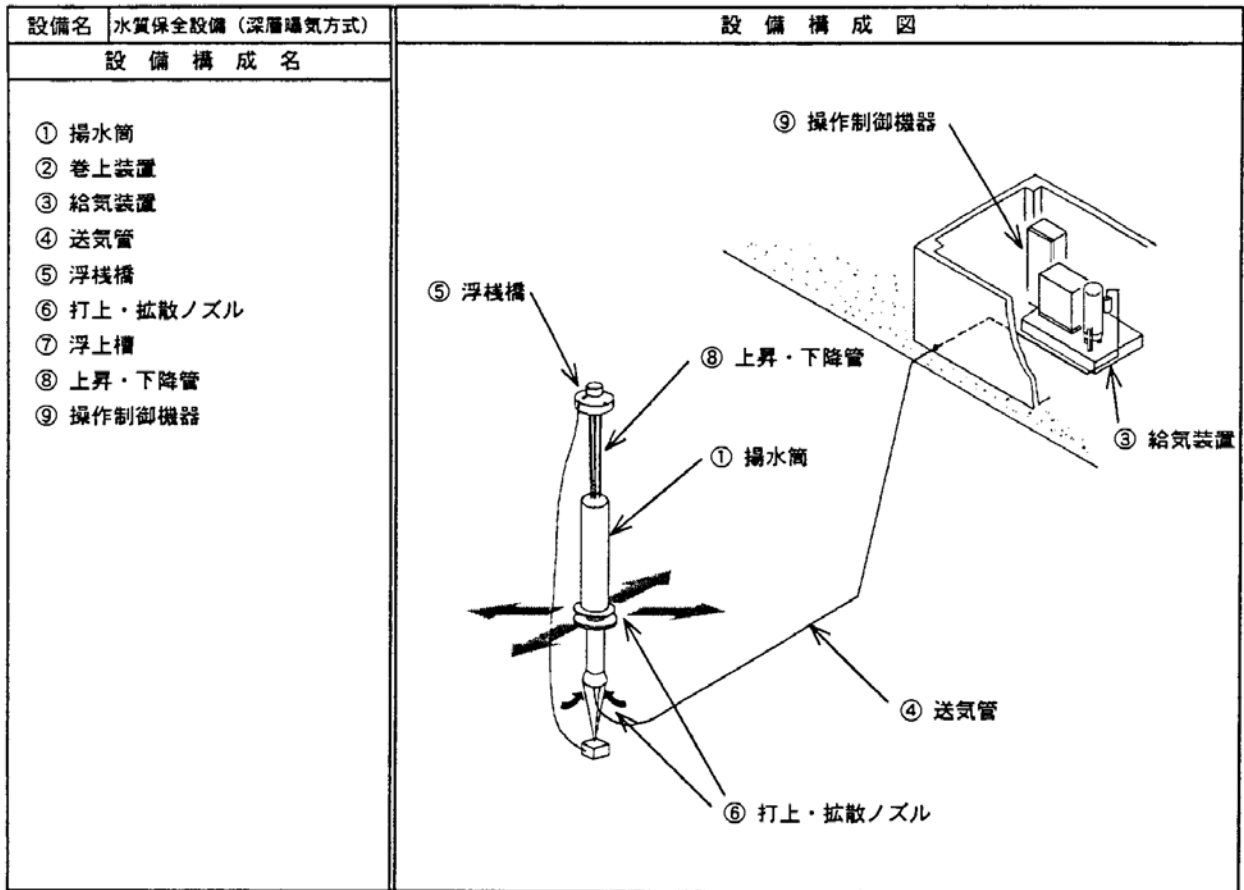 設備名 水質保全設備（深層曝気方式）
設備構成名
① 揚水筒
② 巻上装置
③ 給気装置
④ 送気管
⑤ 浮桟橋
⑥ 打上・拡散ノズル
⑦ 浮上槽
⑧ 上昇・下降管
⑨ 操作制御機器
設備構成図
⑨ 操作制御機器
⑤ 浮桟橋
⑧ 上昇・下降管
③ 給気装置
① 揚水筒
④ 送気管
⑥ 打上・拡散ノズル